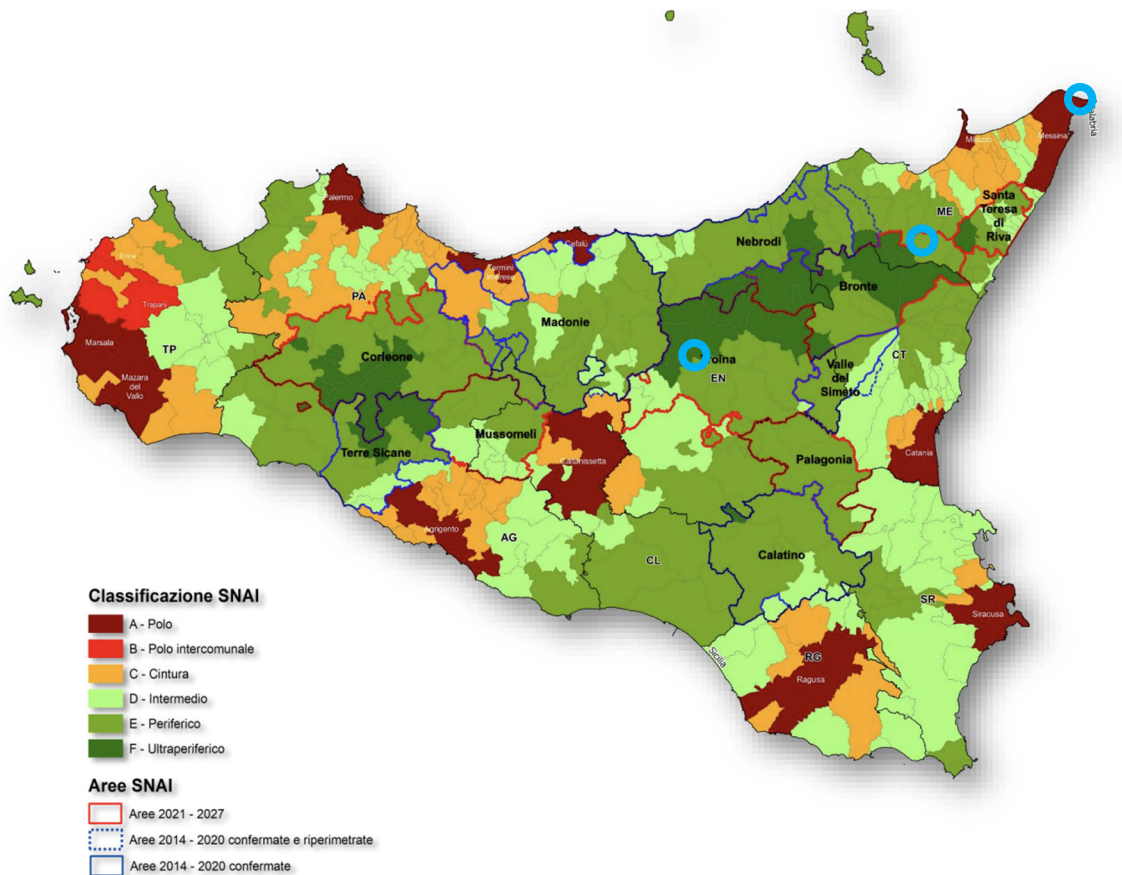 Milazzo
Messina
Calabria
Santa
Teresa
di
Riva
ME
Palermo
Nebrodi
Cefalù
Erice
Termini
Imerese
Bronte
Trapani
PA
Madonie
Marsala
TP
Corleone
Troina
CT
Mazara
del
Vallo
EN
Valle
del
Simeto
Mussomeli
Terre Sicane
Caltanissetta
Palagonia
Catania
Agrigento
AG
CL
Calatino
SR
Siracusa
Sicilia
RG
Ragusa
Classificazione SNAI
A - Polo
B - Polo intercomunale
C - Cintura
D - Intermedio
E - Periferico
F - Ultraperiferico
Aree SNAI
Aree 2021 - 2027
Aree 2014 - 2020 confermate e riperimetrate
Aree 2014 - 2020 confermate